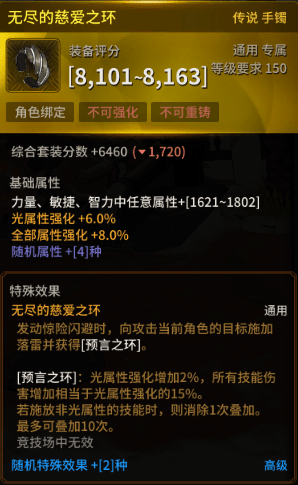 无尽的慈爱之环 传说 手镯
装备评分 通用 专属
[8,101~8,163] 等级要求 150
角色绑定 不可强化 不可重铸
综合套装分数 +6460 (▼1,720)
基础属性
力量、敏捷、智力中任意属性+[1621~1802]
光属性强化 +6.0%
全部属性强化 +8.0%
随机属性 +[4]种
特殊效果
无尽的慈爱之环 通用
发动惊险闪避时，向攻击当前角色的目标施加
落雷并获得[预言之环]。
[预言之环]：光属性强化增加2%，所有技能伤
害增加相当于光属性强化的15%。
若施放非光属性的技能时，则消除1次叠加。
最多可叠加10次。
竞技场中无效
随机特殊效果 +[2]种 高级